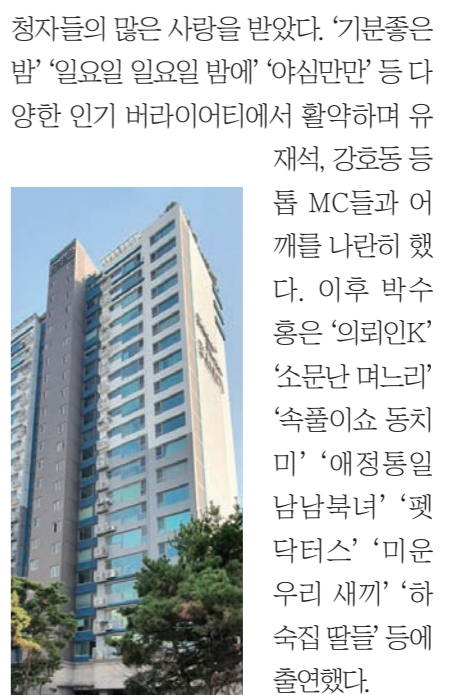 청자들의 많은 사랑을 받았다. ‘기분좋은
밤’ ‘일요일 일요일 밤에’ ‘야심만만’ 등 다
양한 인기 버라이어티에서 활약하며 유
재석, 강호동 등
톱 MC들과 어
깨를 나란히 했
다. 이후 박수
홍은 ‘의뢰인K’
‘소문난 며느리’
‘속풀이쇼 동치
미’ ‘애정통일
남남북녀’ ‘펫
닥터스’ ‘미운
우리 새끼’ ‘하
숙집 딸들’ 등에
출연했다.